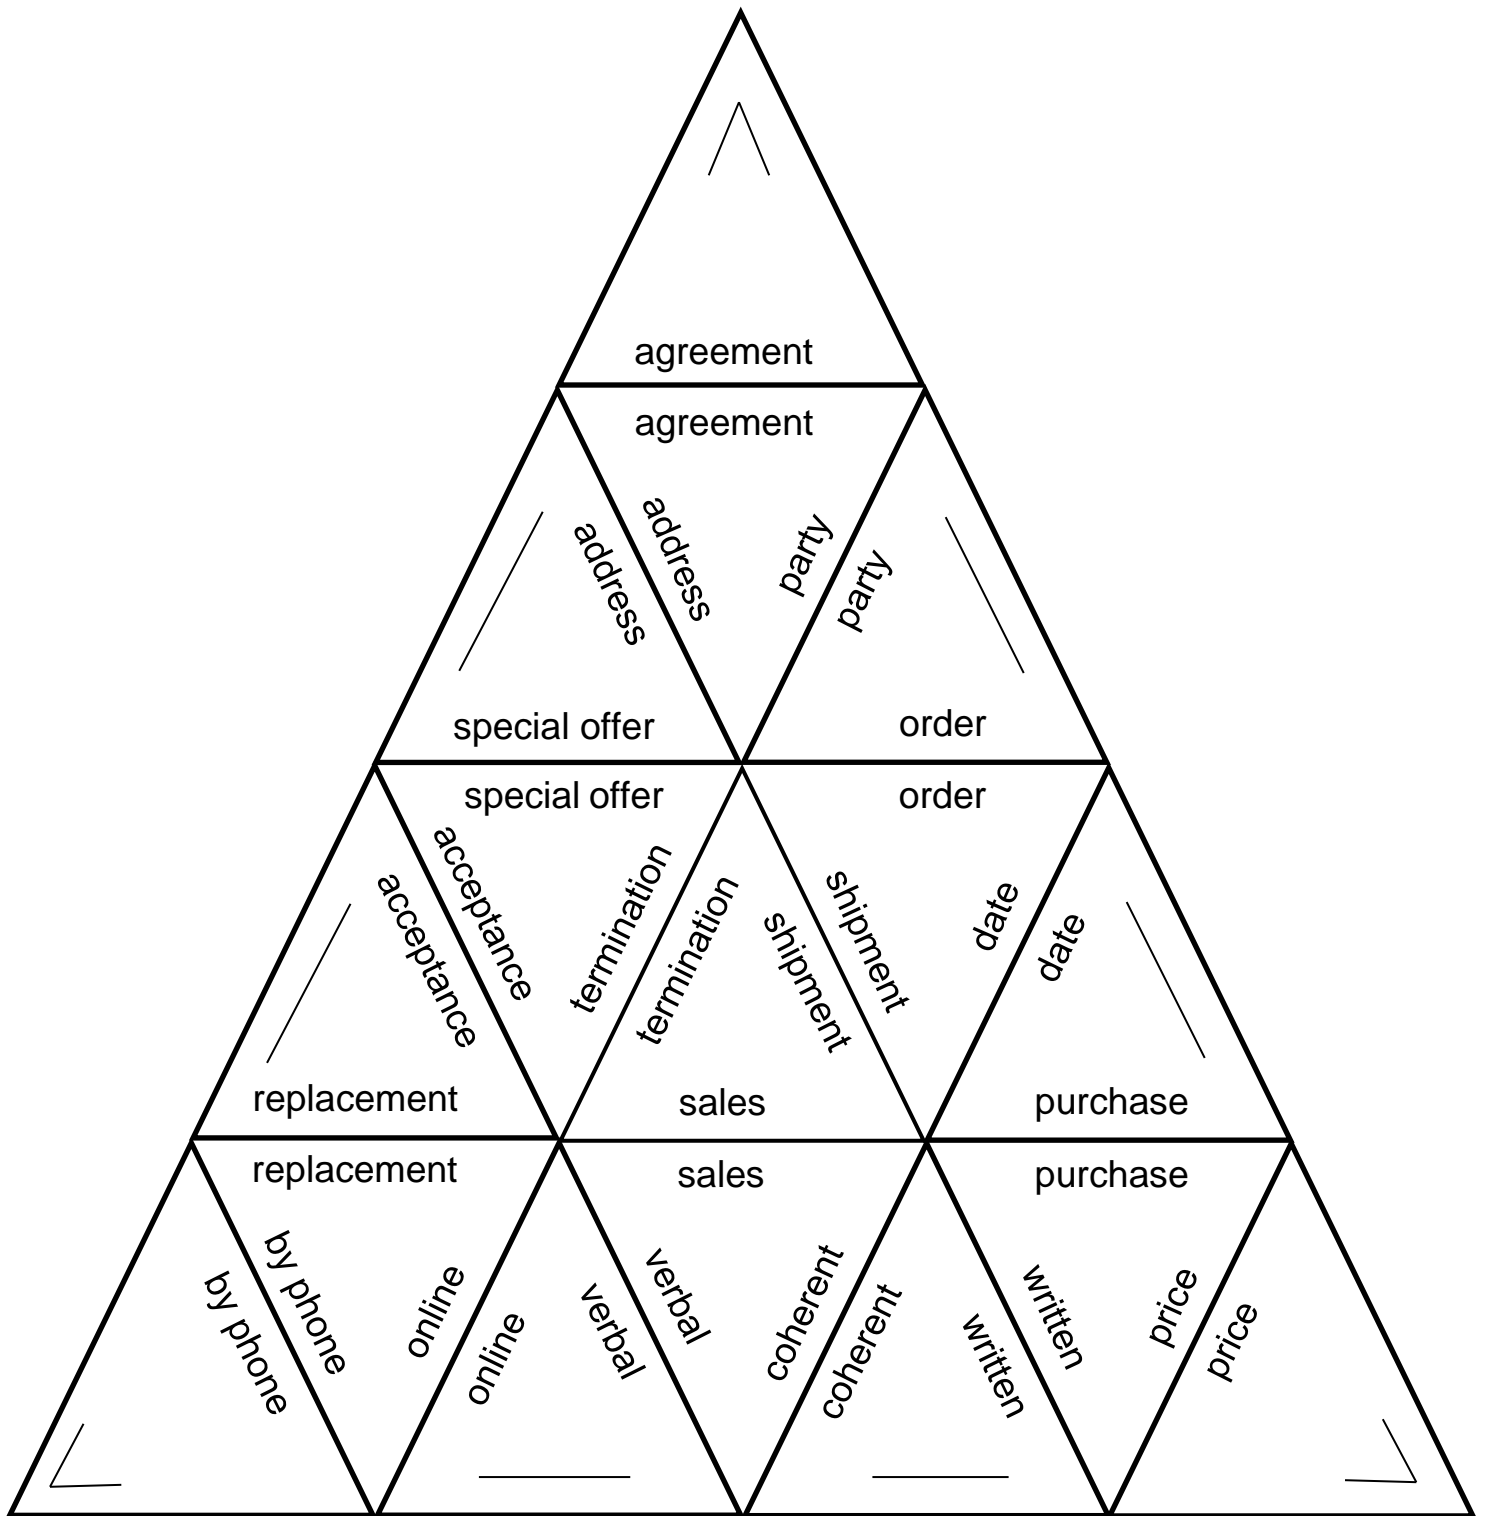 agreement
agreement
address
address
party
party
special offer
order
special offer
order
acceptance
acceptance
termination
termination
shipment
shipment
date
date
replacement
sales
purchase
replacement
sales
purchase
by phone
by phone
online
online
verbal
verbal
coherent
coherent
written
written
price
price